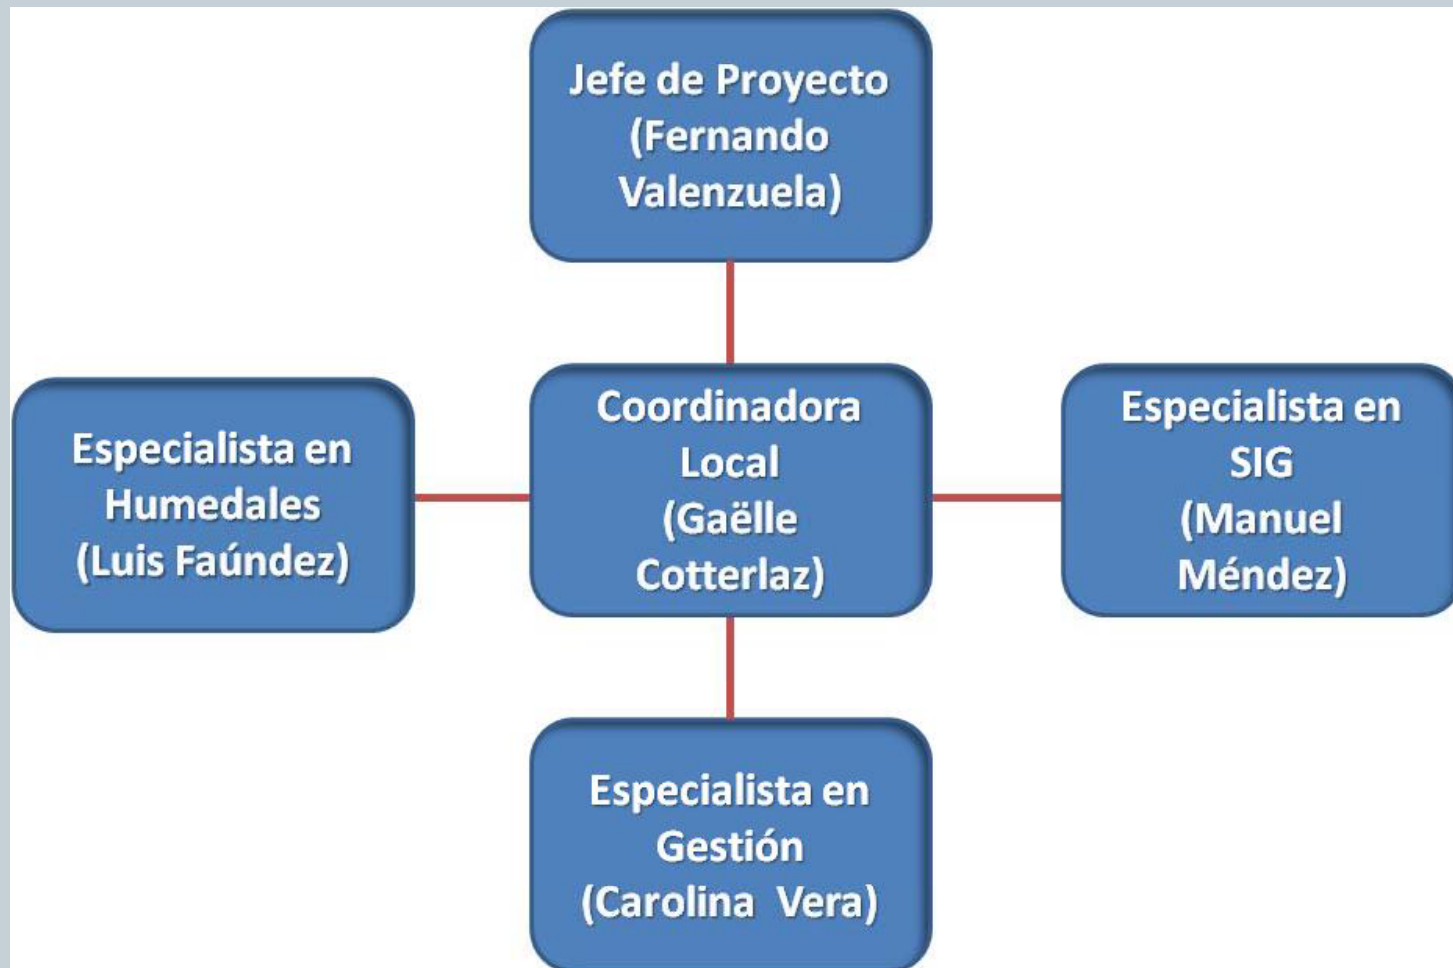 Jefe de Proyecto
(Fernando
Valenzuela)
Especialista en
Humedales
(Luis Faúndez)
Coordinadora
Local
(Gaëlle
Cotterlaz)
Especialista en
SIG
(Manuel
Méndez)
Especialista en
Gestión
(Carolina Vera)